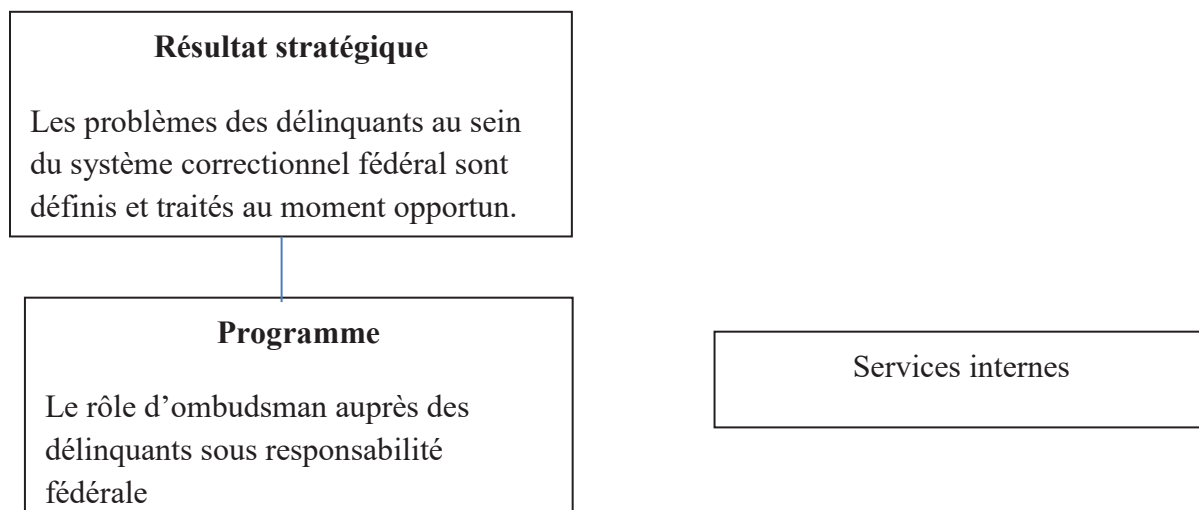 Résultat stratégique
Les problèmes des délinquants au sein
du système correctionnel fédéral sont
définis et traités au moment opportun.
Programme
Le rôle d’ombudsman auprès des
délinquants sous responsabilité
fédérale
Services internes